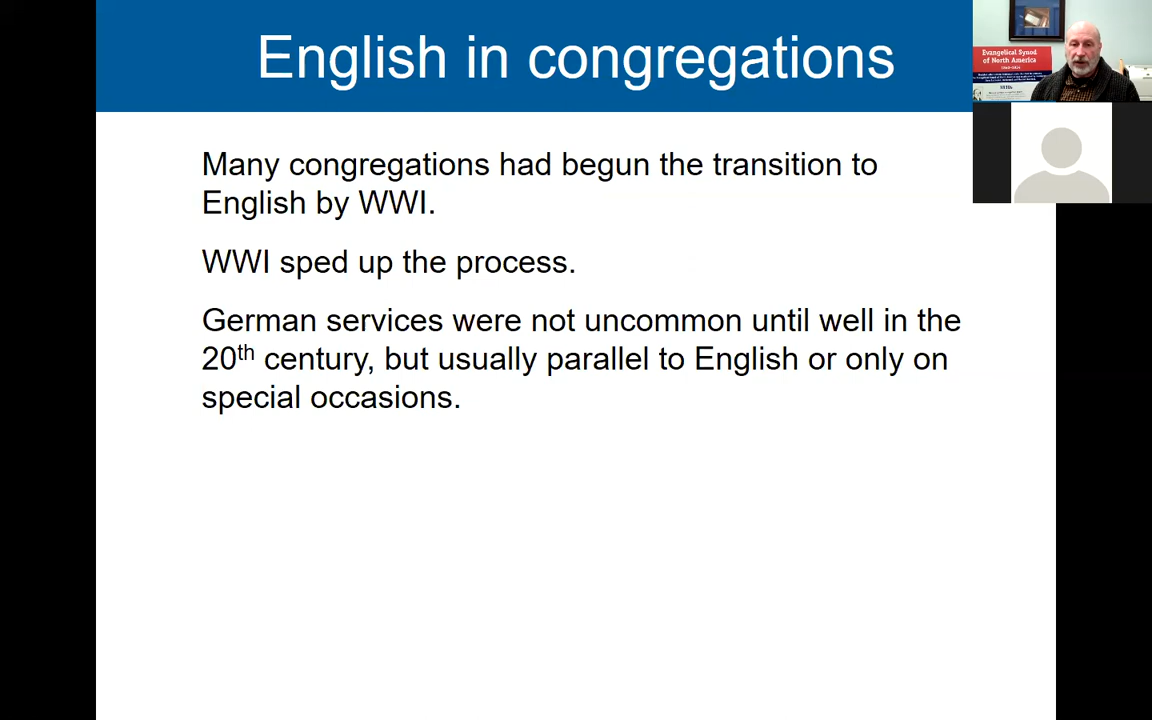 English in congregations
Evangelical Synod
of North America
Many congregations had begun the transition to
English by WWI.
WWI sped up the process.
German services were not uncommon until well in the
20th century, but usually parallel to English or only on
special occasions.